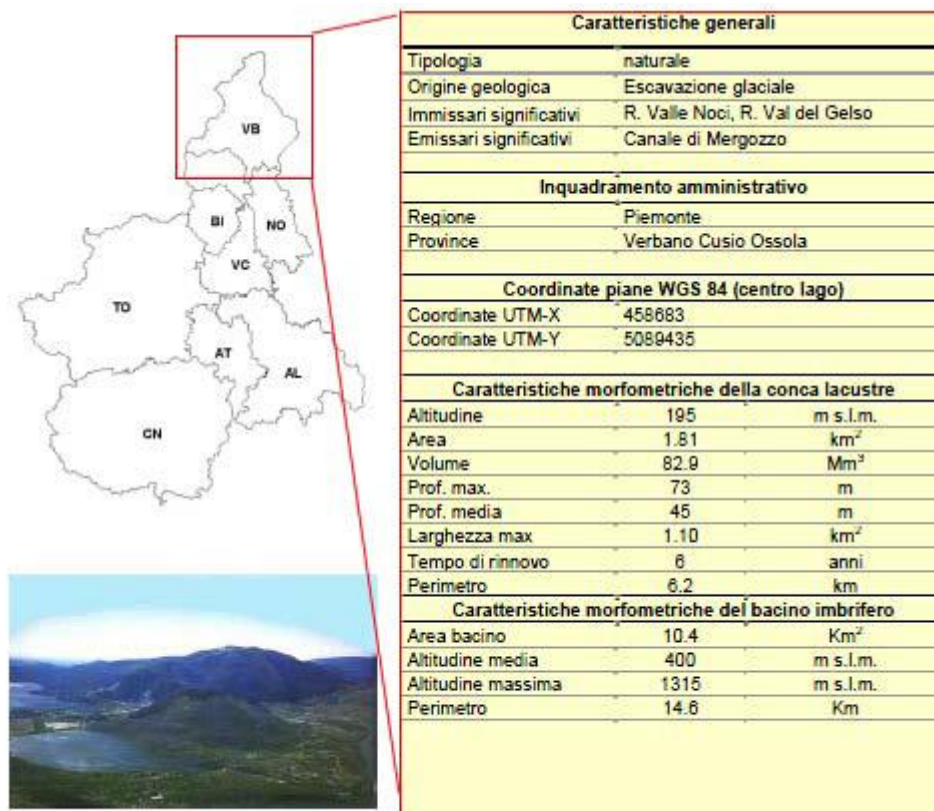 VB
BI
NO
VC
TO
AT
AL
CN
Caratteristiche generali
Tipologia naturale
Origine geologica Escavazione glaciale
Immissari significativi R. Valle Noci, R. Val del Gelso
Emissari significativi Canale di Mergozzo
Inquadramento amministrativo
Regione Piemonte
Province Verbano Cusio Ossola
Coordinate piane WGS 84 (centro lago)
Coordinate UTM-X 458683
Coordinate UTM-Y 5089435
Caratteristiche morfometriche della conca lacustre
Altitudine 195 m s.l.m.
Area 1.81 km²
Volume 82.9 Mm³
Prof. max. 73 m
Prof. media 45 m
Larghezza max 1.10 km²
Tempo di rinnovo 6 anni
Perimetro 6.2 km
Caratteristiche morfometriche del bacino imbrifero
Area bacino 10.4 Km²
Altitudine media 400 m s.l.m.
Altitudine massima 1315 m s.l.m.
Perimetro 14.6 Km